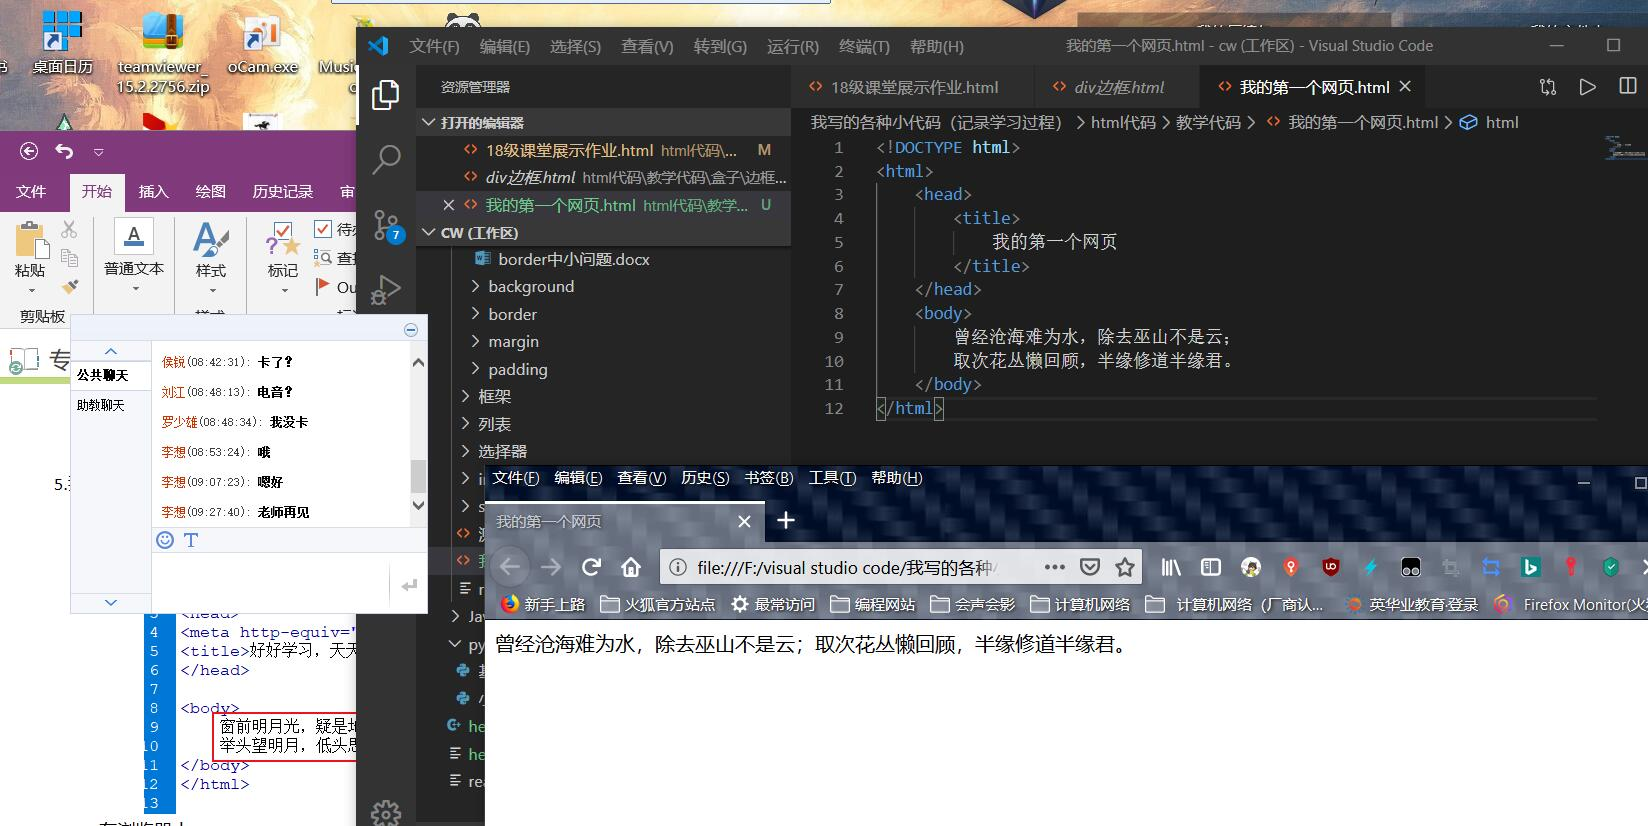 桌面日历
teamviewer_
15.2.2756.zip
oCam.exe
文件(F) 编辑(E) 选择(S) 查看(V) 转到(G) 运行(R) 终端(T) 帮助(H)
我的第一个网页.html - cw (工作区) - Visual Studio Code
资源管理器
打开的编辑器
18级课堂展示作业.html html代码\... M
div边框.html html代码\教学代码\盒子\边框...
我的第一个网页.html html代码\教学... U
CW (工作区)
border中小问题.docx
background
border
margin
padding
框架
列表
选择器
7
18级课堂展示作业.html
div边框.html
我的第一个网页.html
我写的各种小代码（记录学习过程） html代码 教学代码 我的第一个网页.html html
1 <!DOCTYPE html>
2 <html>
3 <head>
4 <title>
5 我的第一个网页
6 </title>
7 </head>
8 <body>
9 曾经沧海难为水，除去巫山不是云；
10 取次花丛懒回顾，半缘修道半缘君。
11 </body>
12 </html>
文件 开始 插入 绘图 历史记录 审
粘贴
剪贴板
普通文本
样式
标记
公共聊天
助教聊天
侯锐(08:42:31): 卡了?
刘江(08:48:13): 电音?
罗少雄(08:48:34): 我没卡
李想(08:53:24): 哦
李想(09:07:23): 嗯好
李想(09:27:40): 老师再见
4 <meta http-equiv="
5 <title>好好学习，天天
6 </head>
7
8 <body>
9 窗前明月光，疑是地
10 举头望明月，低头思
11 </body>
12 </html>
13
文件(F) 编辑(E) 查看(V) 历史(S) 书签(B) 工具(T) 帮助(H)
我的第一个网页
file:///F:/visual studio code/我写的各种小
新手上路 火狐官方站点 最常访问 编程网站 会声会影 计算机网络 计算机网络（厂商认... 英华业教育·登录 Firefox Monitor(火
曾经沧海难为水，除去巫山不是云；取次花丛懒回顾，半缘修道半缘君。